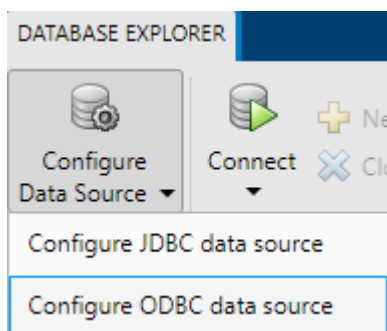 DATABASE EXPLORER
Configure
Data Source
Connect
Configure JDBC data source
Configure ODBC data source